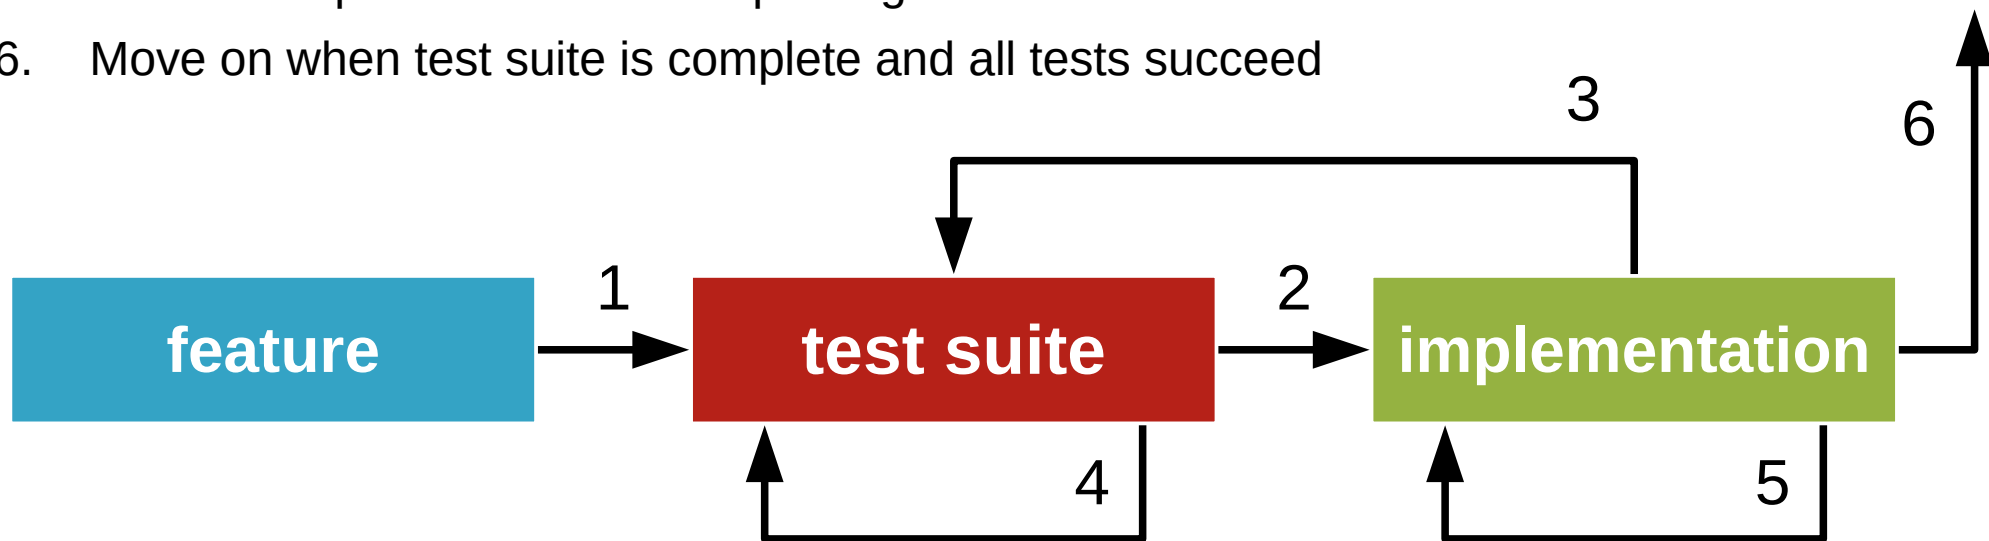 6. Move on when test suite is complete and all tests succeed
3
6
1
2
feature
test suite
implementation
4
5